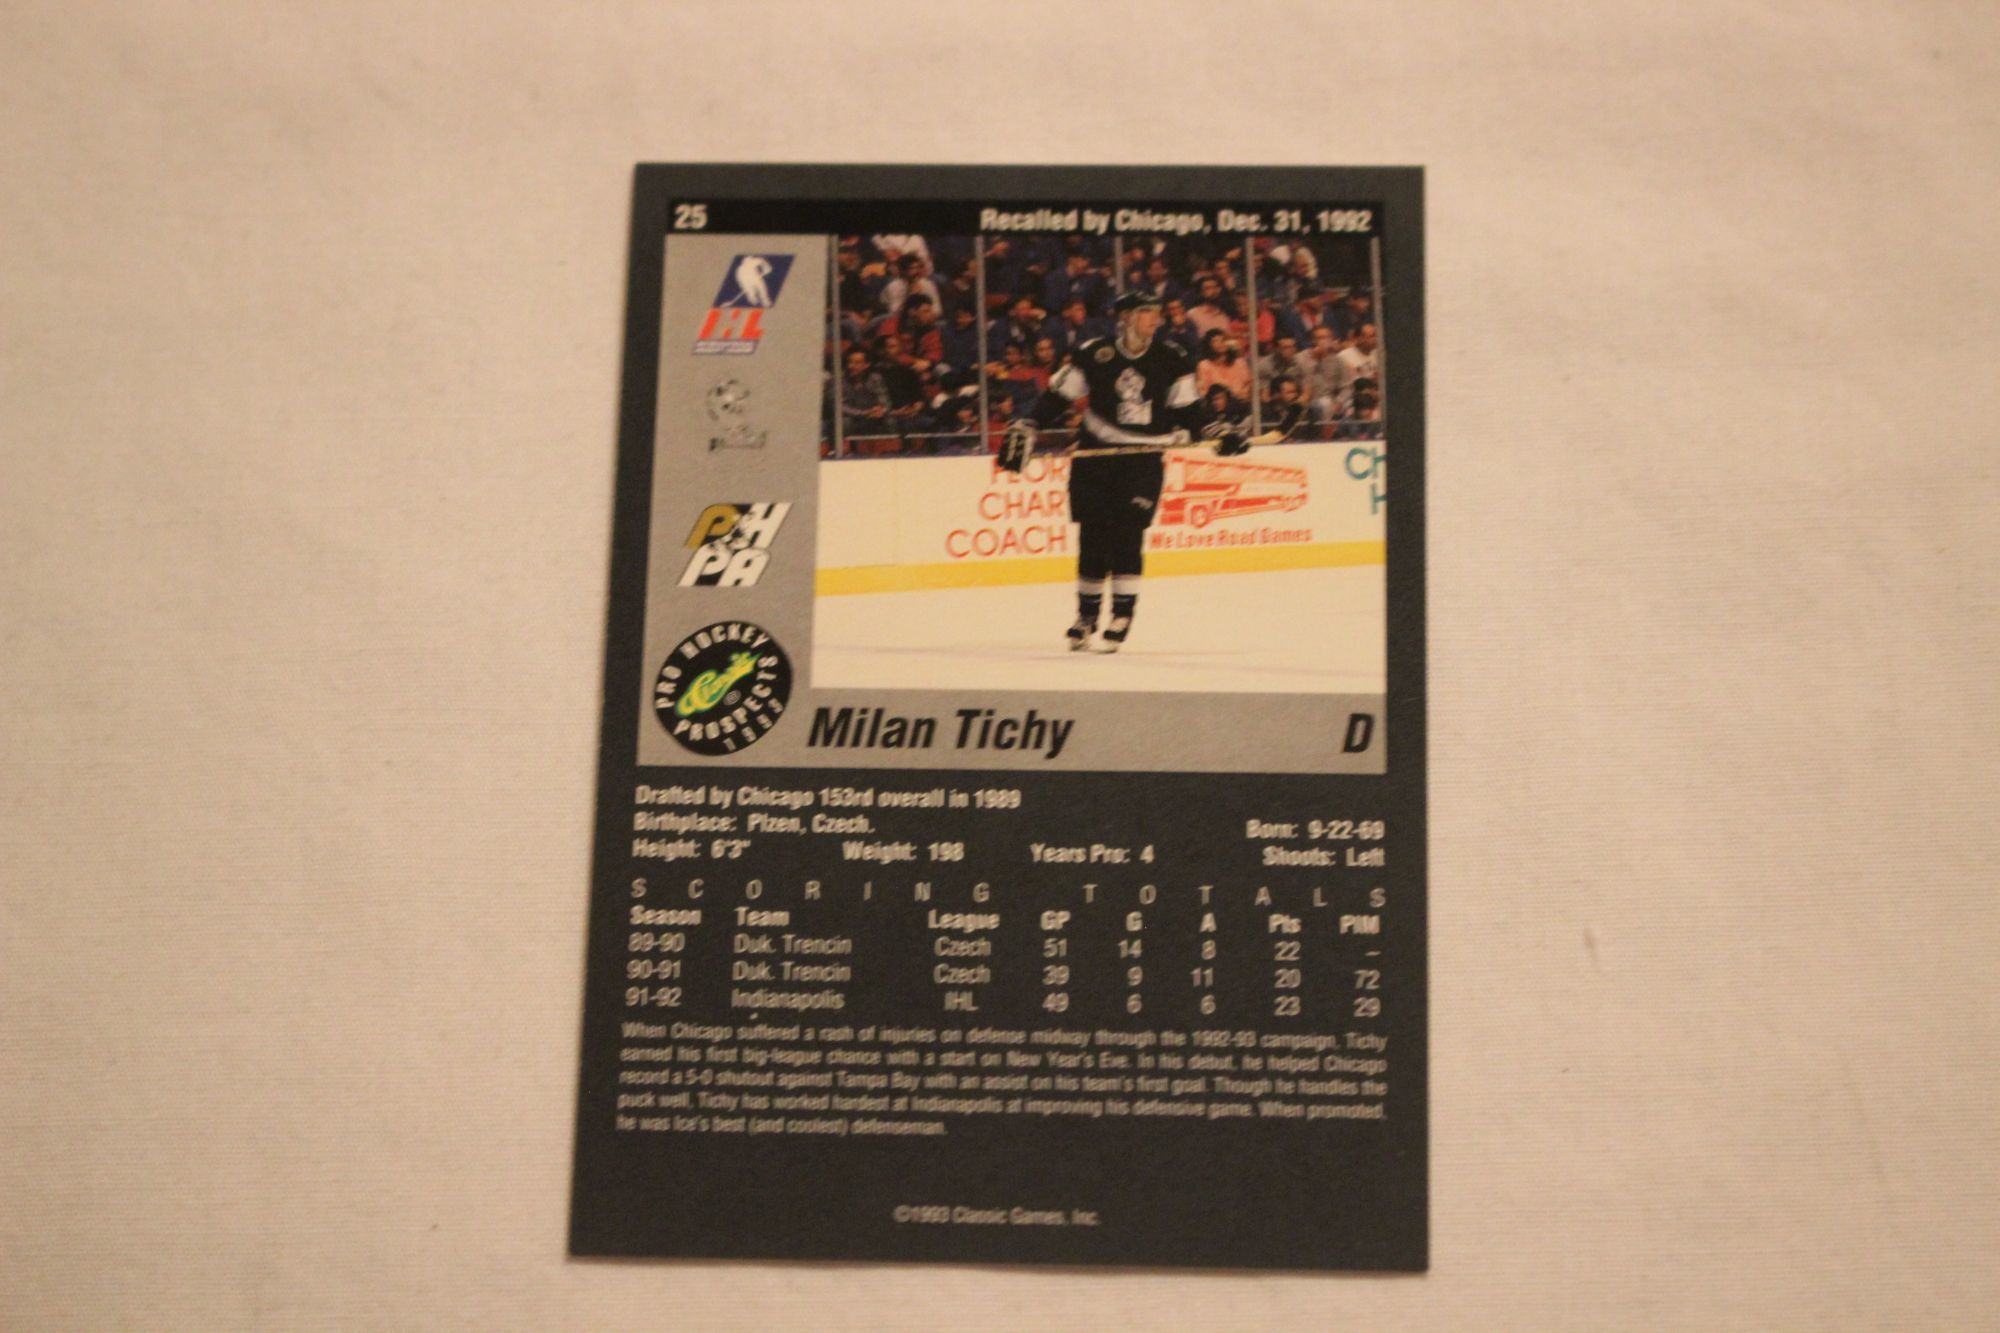 25 Recalled by Chicago, Dec. 31, 1992
IHL
FLOR
CHAR
COACH
We Love Road Games
CH
H
PHPA
PRO HOCKEY PROSPECTS 1993
Classic
Milan Tichy D
Drafted by Chicago 153rd overall in 1989
Birthplace: Plzen, Czech. Born: 9-22-69
Height: 6'3" Weight: 198 Years Pro: 4 Shoots: Left
SCORING TOTALS
Season Team League GP G A Pts PIM
89-90 Duk. Trencin Czech 51 14 8 22 –
90-91 Duk. Trencin Czech 39 9 11 20 72
91-92 Indianapolis IHL 49 6 6 23 29
When Chicago suffered a rash of injuries on defense midway through the 1992-93 campaign, Tichy
earned his first big-league chance with a start on New Year's Eve. In his debut, he helped Chicago
record a 5-0 shutout against Tampa Bay with an assist on his team's first goal. Though he handles the
puck well, Tichy has worked hardest at Indianapolis at improving his defensive game. When promoted,
he was Ice's best (and coolest) defenseman.
©1993 Classic Games, Inc.